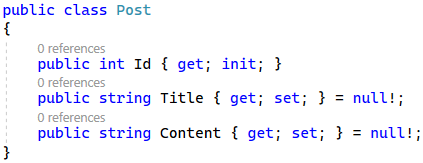 public class Post
{
0 references
public int Id { get; init; }
0 references
public string Title { get; set; } = null!;
0 references
public string Content { get; set; } = null!;
}